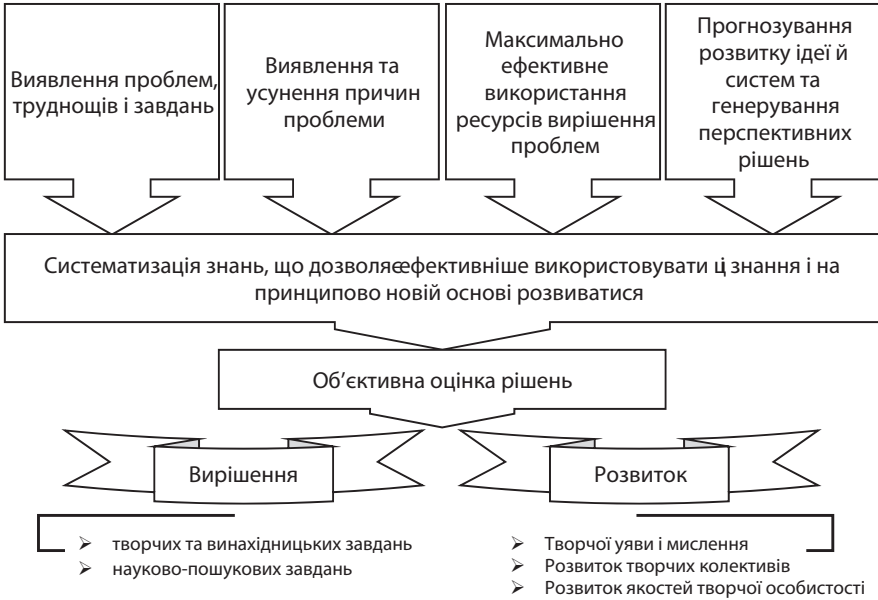 Виявлення проблем,
труднощів і завдань
Виявлення та
усунення причин
проблеми
Максимально
ефективне
використання
ресурсів вирішення
проблем
Прогнозування
розвитку ідеї й
систем та
генерування
перспективних
рішень
Систематизація знань, що дозволяєефективніше використовувати ці знання і на
принципово новій основі розвиватися
Об’єктивна оцінка рішень
Вирішення
Розвиток
➢ творчих та винахідницьких завдань
➢ науково-пошукових завдань
➢ Творчої уяви і мислення
➢ Розвиток творчих колективів
➢ Розвиток якостей творчої особистості